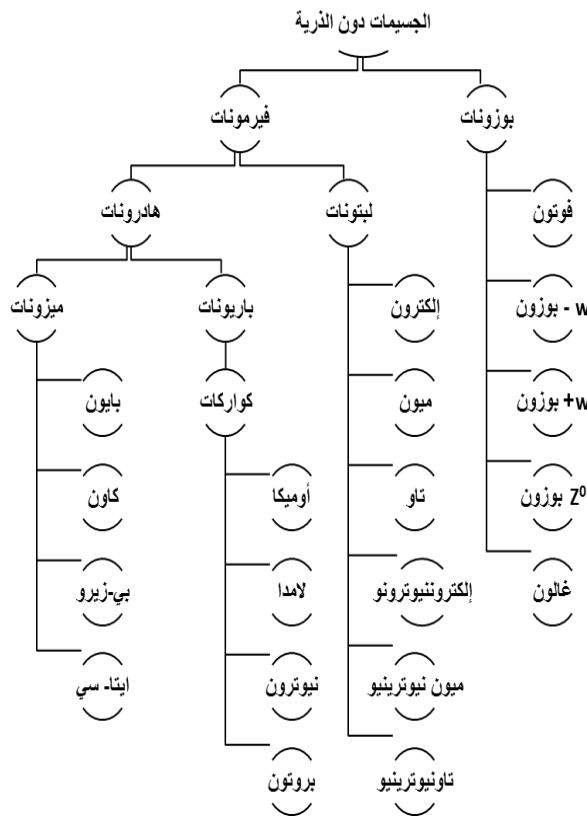 الجسيمات دون الذرية
بوزونات
فيرمونات
فوتون
w - بوزون
w+ بوزون
Z⁰ بوزون
غالون
لبتونات
هادرونات
إلكترون
ميون
تاو
إلكتروننيوترونو
ميون نيوترينيو
تاونيوترينيو
باريونات
ميزونات
كواركات
أوميكا
لامدا
نيوترون
بروتون
بايون
كاون
بي-زيرو
ايتا- سي